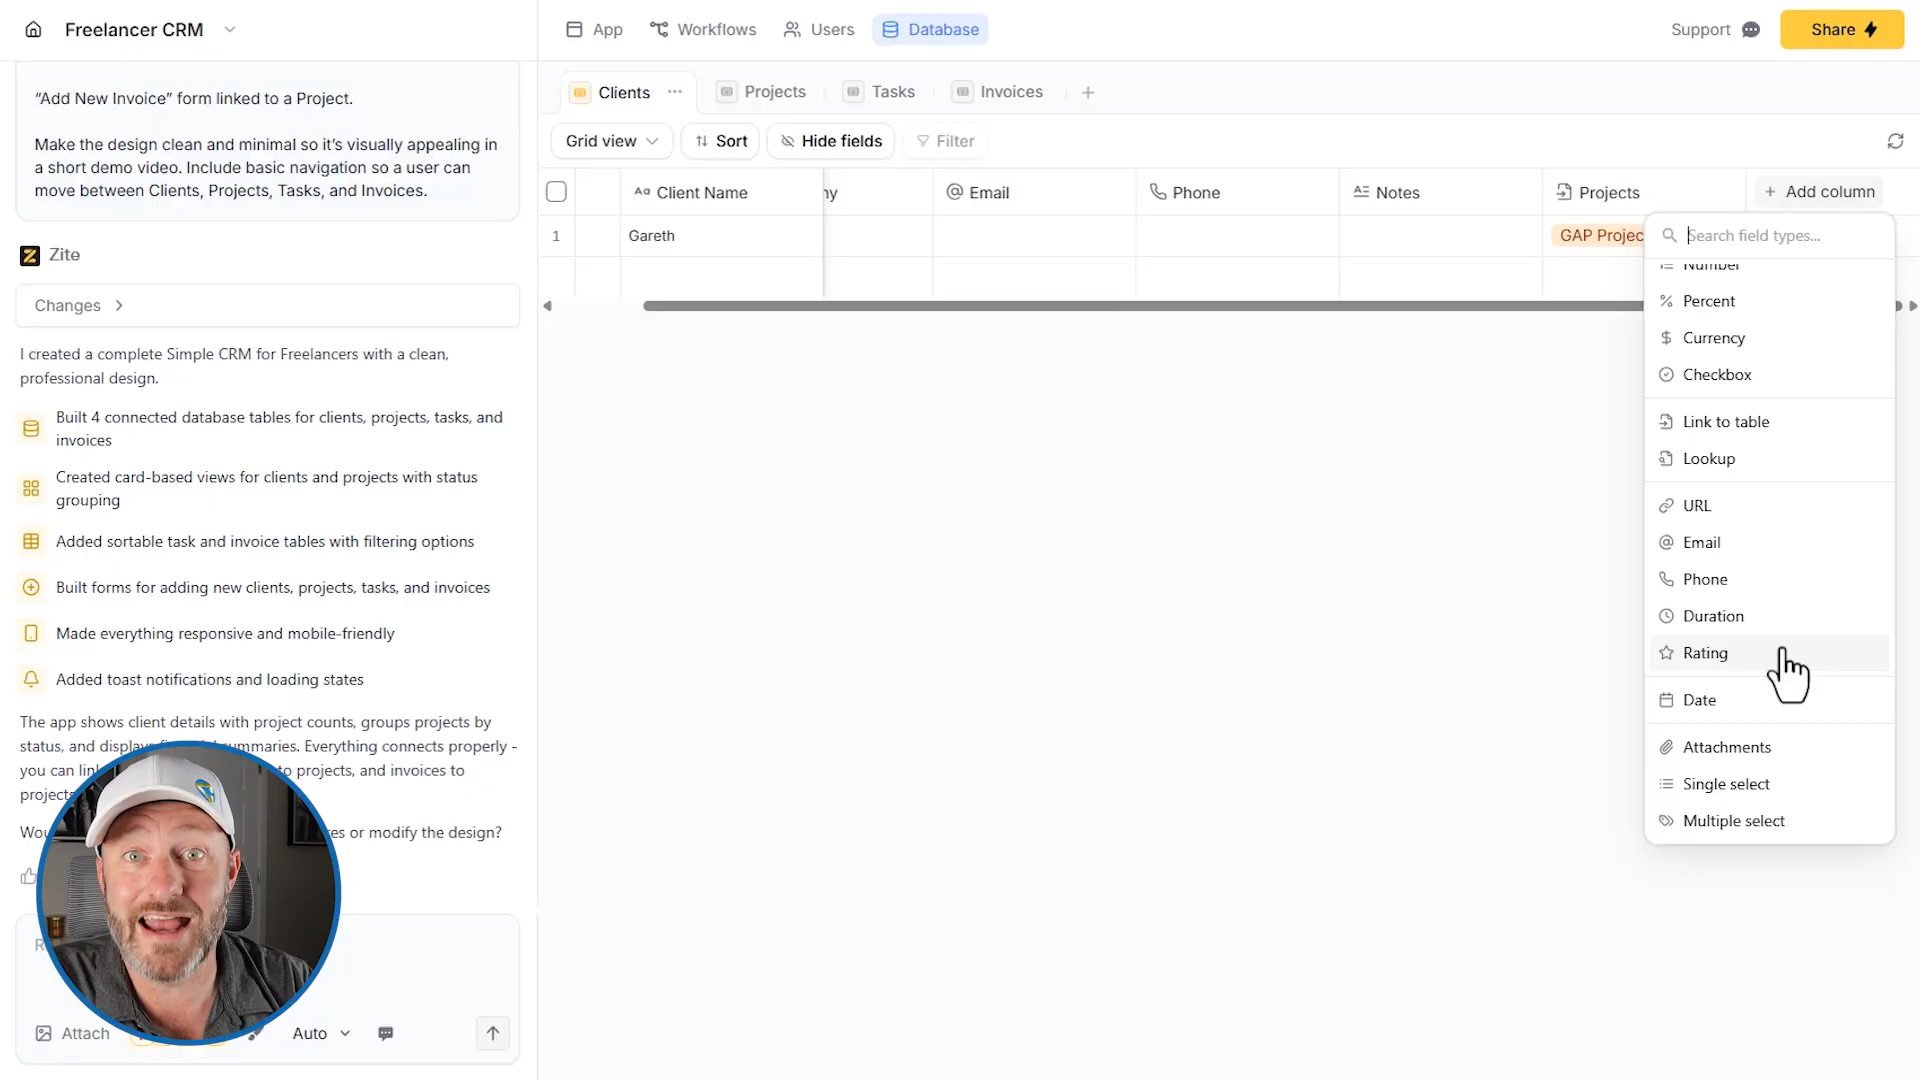 Freelancer CRM
App
Workflows
Users
Database
Support
Share
“Add New Invoice” form linked to a Project.
Make the design clean and minimal so it’s visually appealing in
a short demo video. Include basic navigation so a user can
move between Clients, Projects, Tasks, and Invoices.
Zite
Changes
I created a complete Simple CRM for Freelancers with a clean,
professional design.
Built 4 connected database tables for clients, projects, tasks, and
invoices
Created card-based views for clients and projects with status
grouping
Added sortable task and invoice tables with filtering options
Built forms for adding new clients, projects, tasks, and invoices
Made everything responsive and mobile-friendly
Added toast notifications and loading states
The app shows client details with project counts, groups projects by
status, and summaries. Everything connects properly -
you can to projects, and invoices to
or modify the design?
Attach
Auto
Clients
Projects
Tasks
Invoices
Grid view
Sort
Hide fields
Filter
Client Name
Email
Phone
Notes
Projects
+ Add column
1
Gareth
GAP Projec
Search field types...
Number
Percent
Currency
Checkbox
Link to table
Lookup
URL
Email
Phone
Duration
Rating
Date
Attachments
Single select
Multiple select